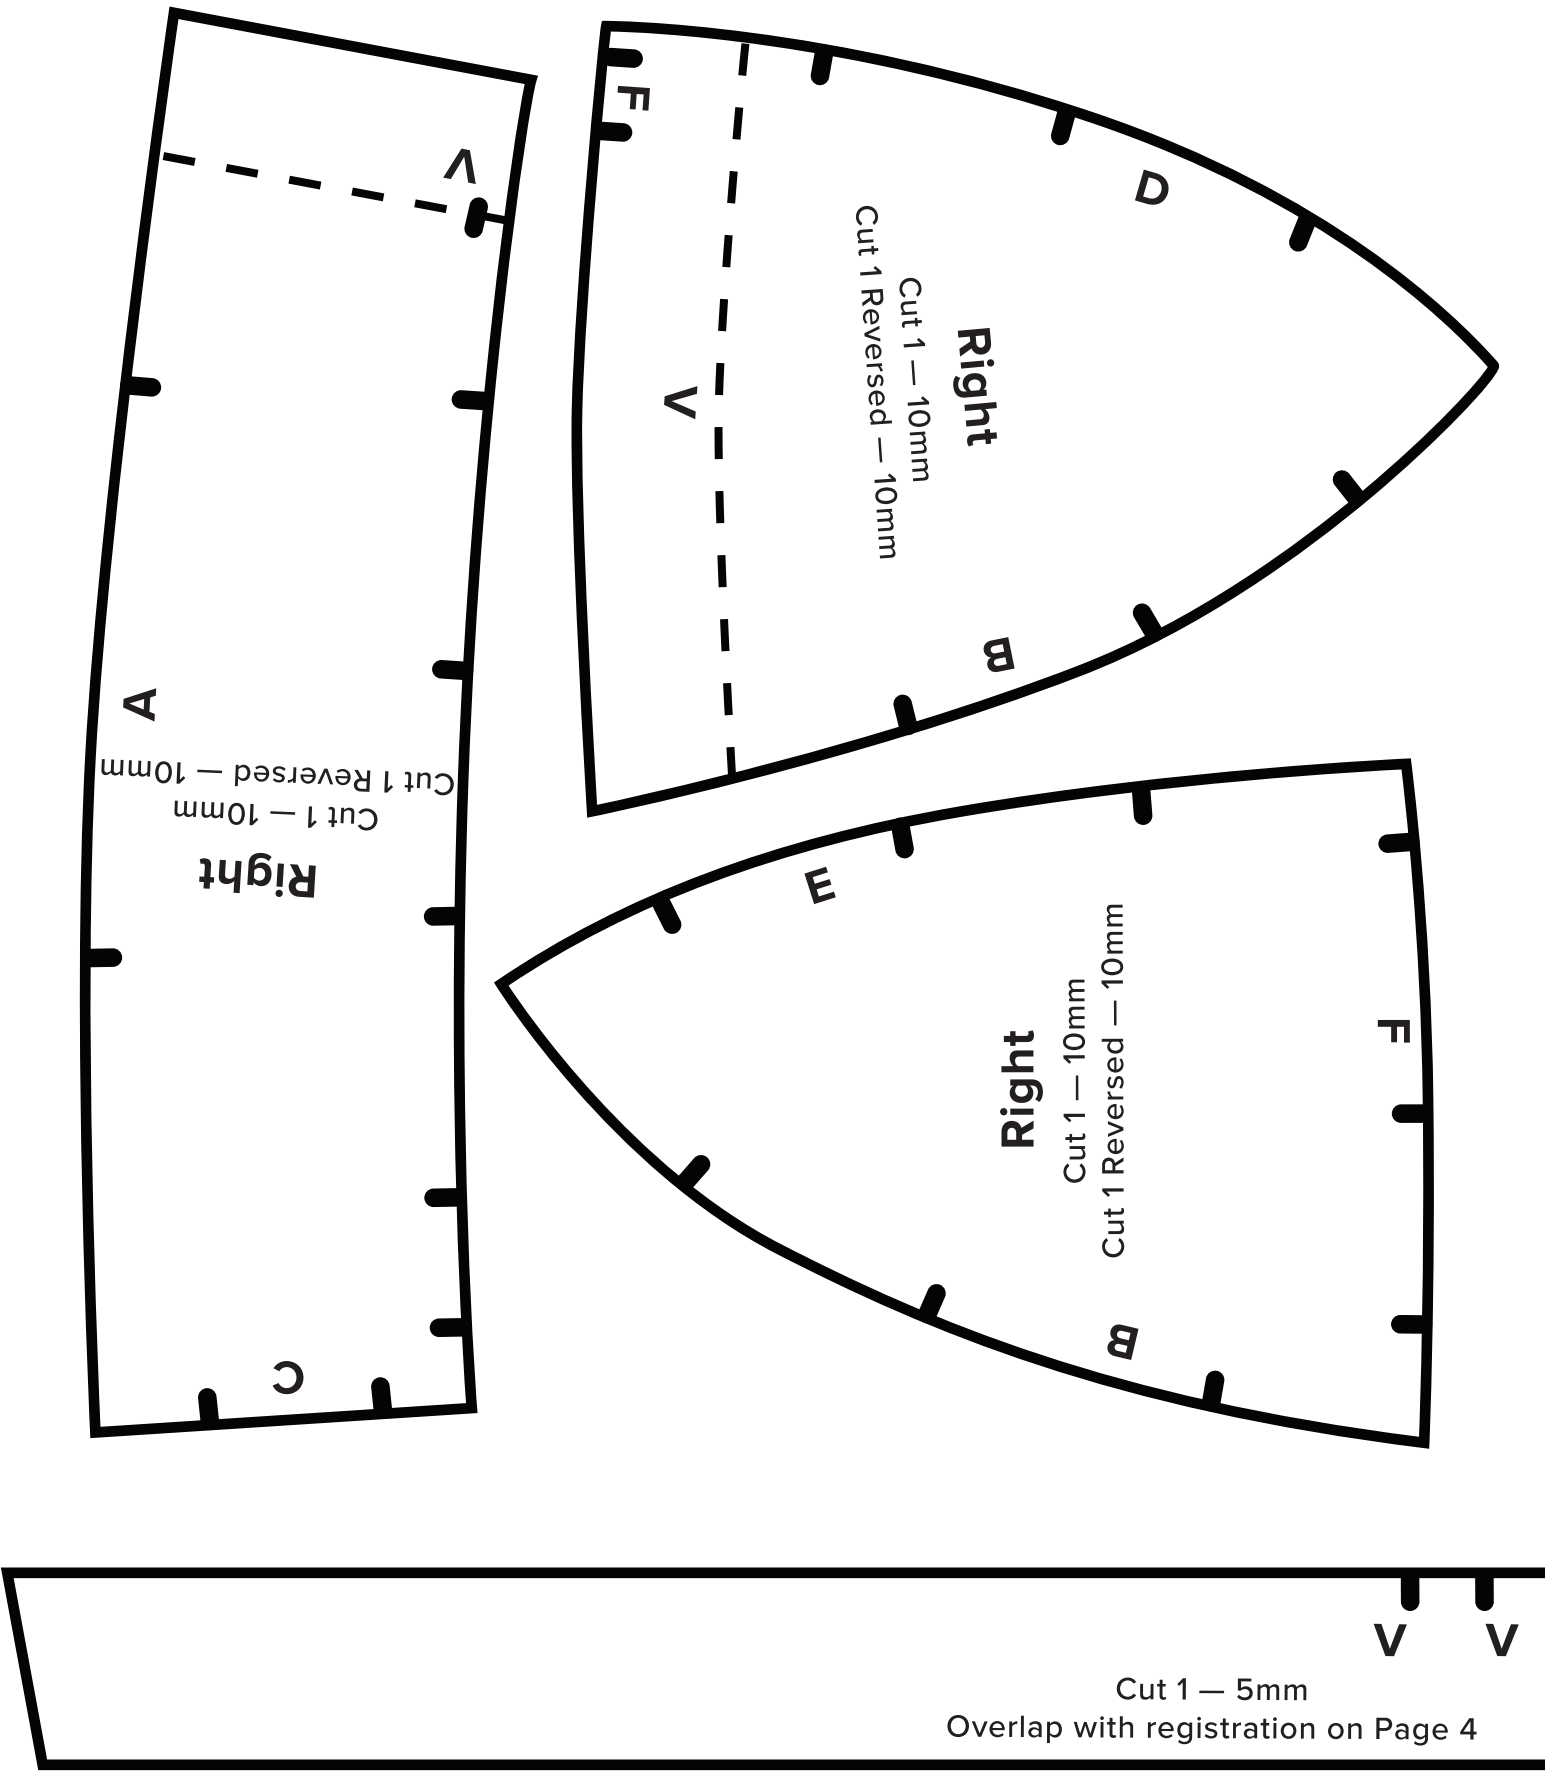 V
A
Right
Cut 1 — 10mm
Cut 1 Reversed — 10mm
C
F
D
V
Right
Cut 1 — 10mm
Cut 1 Reversed — 10mm
B
E
Right
Cut 1 — 10mm
Cut 1 Reversed — 10mm
F
B
V V
Cut 1 — 5mm
Overlap with registration on Page 4